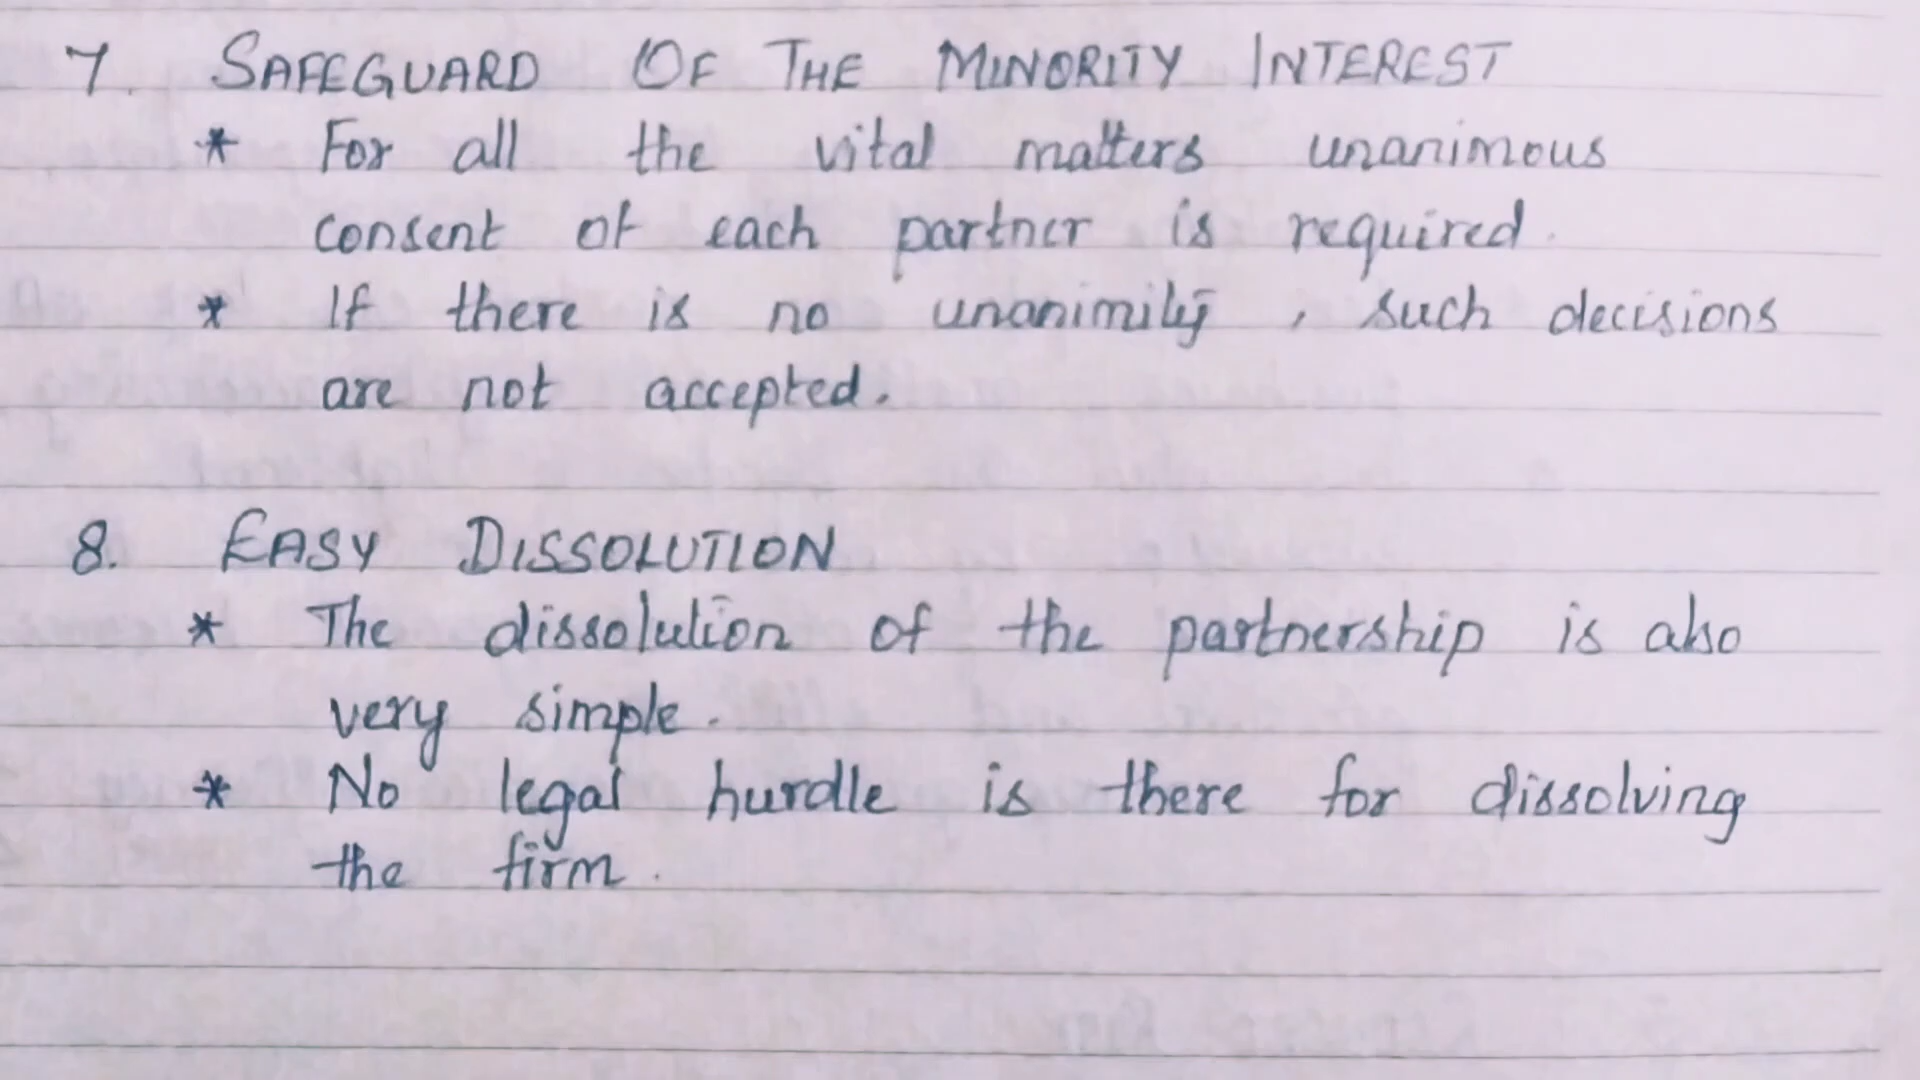 7. SAFEGUARD OF THE MINORITY INTEREST
* For all the vital matters unanimous
consent of each partner is required.
* If there is no unanimity, such decisions
are not accepted.
8. EASY DISSOLUTION
* The dissolution of the partnership is also
very simple.
* No legal hurdle is there for dissolving
the firm.